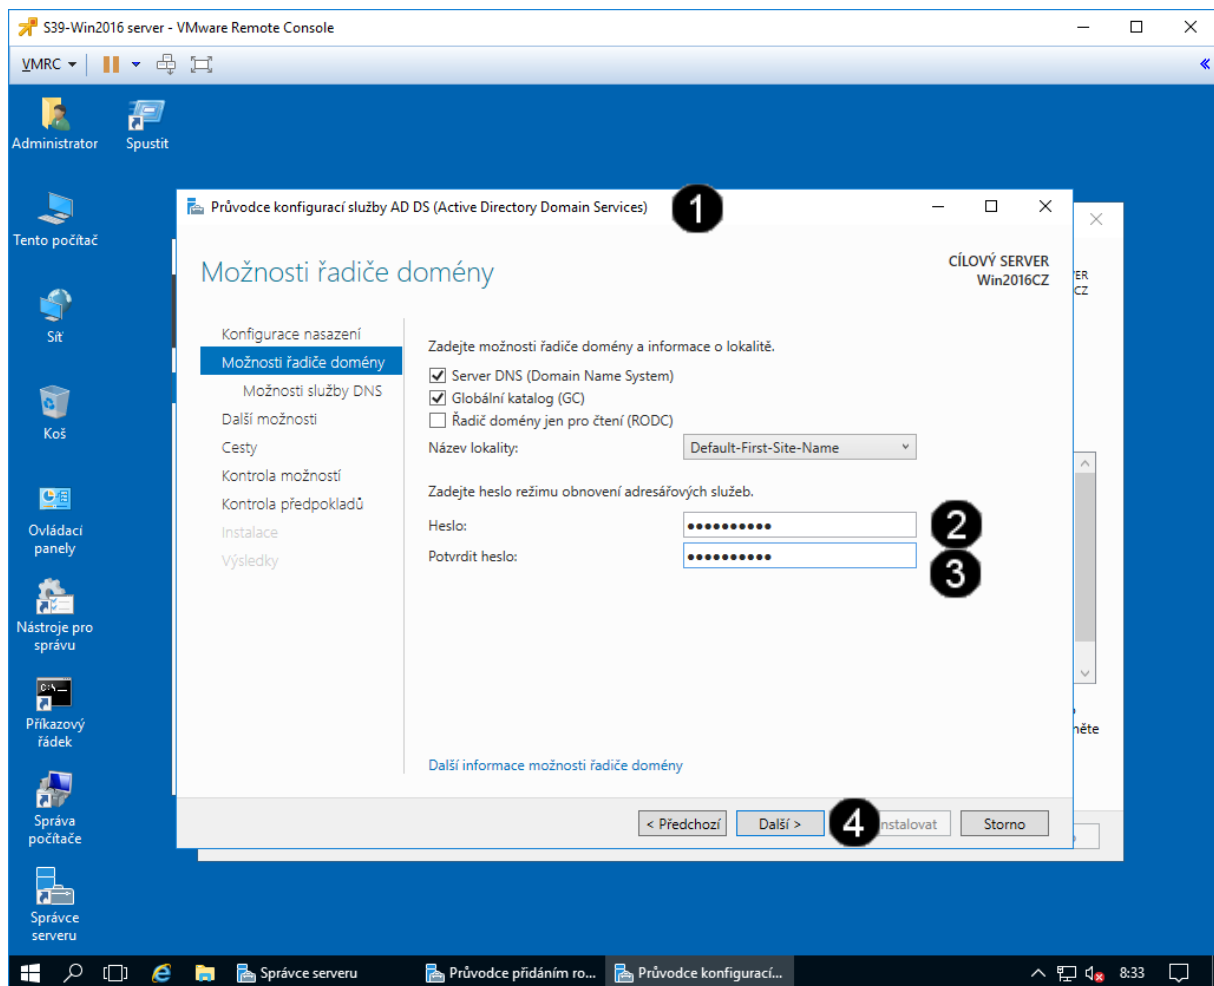 S39-Win2016 server - VMware Remote Console
VMRC
Administrator
Spustit
Tento počítač
Síť
Koš
Ovládací
panely
Nástroje pro
správu
Příkazový
řádek
Správa
počítače
Správce
serveru
Průvodce konfigurací služby AD DS (Active Directory Domain Services)
1
Možnosti řadiče domény
CÍLOVÝ SERVER
Win2016CZ
Konfigurace nasazení
Možnosti řadiče domény
Možnosti služby DNS
Další možnosti
Cesty
Kontrola možností
Kontrola předpokladů
Instalace
Výsledky
Zadejte možnosti řadiče domény a informace o lokalitě.
Server DNS (Domain Name System)
Globální katalog (GC)
Řadič domény jen pro čtení (RODC)
Název lokality:
Default-First-Site-Name
Zadejte heslo režimu obnovení adresářových služeb.
Heslo:
●●●●●●●●●●
2
Potvrdit heslo:
●●●●●●●●●●
3
Další informace možnosti řadiče domény
< Předchozí
Další >
4
nstalovat
Storno
ER
CZ
něte
Správce serveru
Průvodce přidáním ro...
Průvodce konfigurací...
8:33